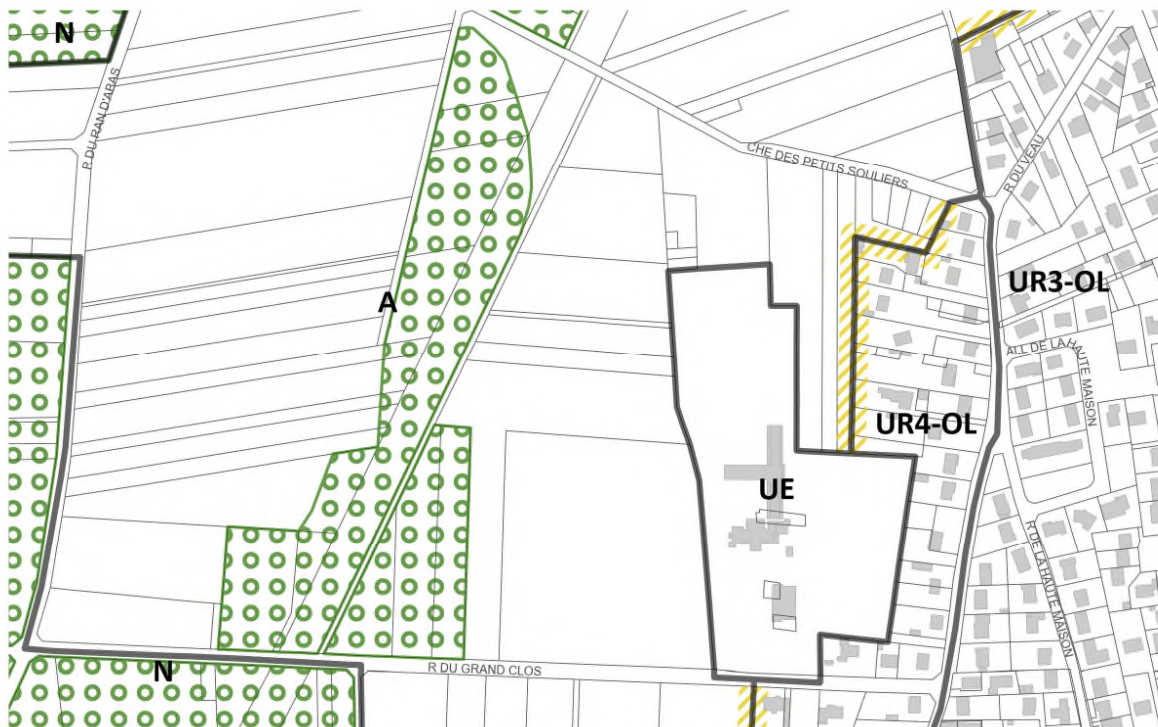 N
R DU RAN D'ABAS
CHE DES PETITS SOULIERS
R DU VEAU
UR3-OL
A
ALL DE LA HAUTE MAISON
UR4-OL
UE
R DE LA HAUTE MAISON
N
R DU GRAND CLOS